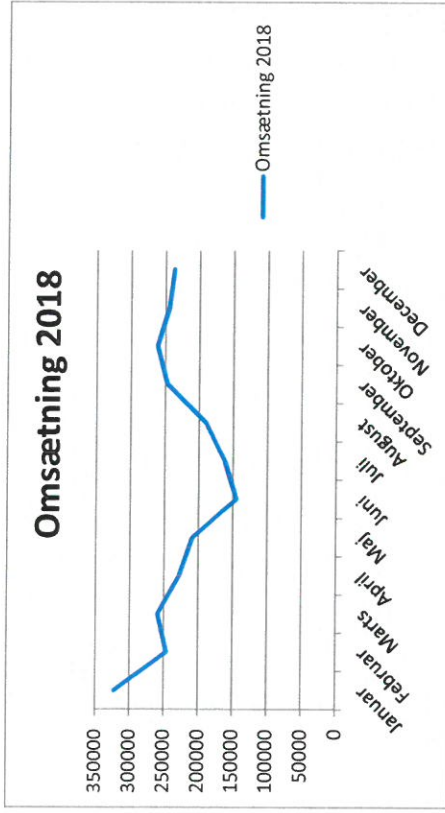 Omsætning 2018
350000
300000
250000
200000
150000
100000
50000
0
Januar
Februar
Marts
April
Maj
Juni
Juli
August
September
Oktober
November
December
Omsætning 2018